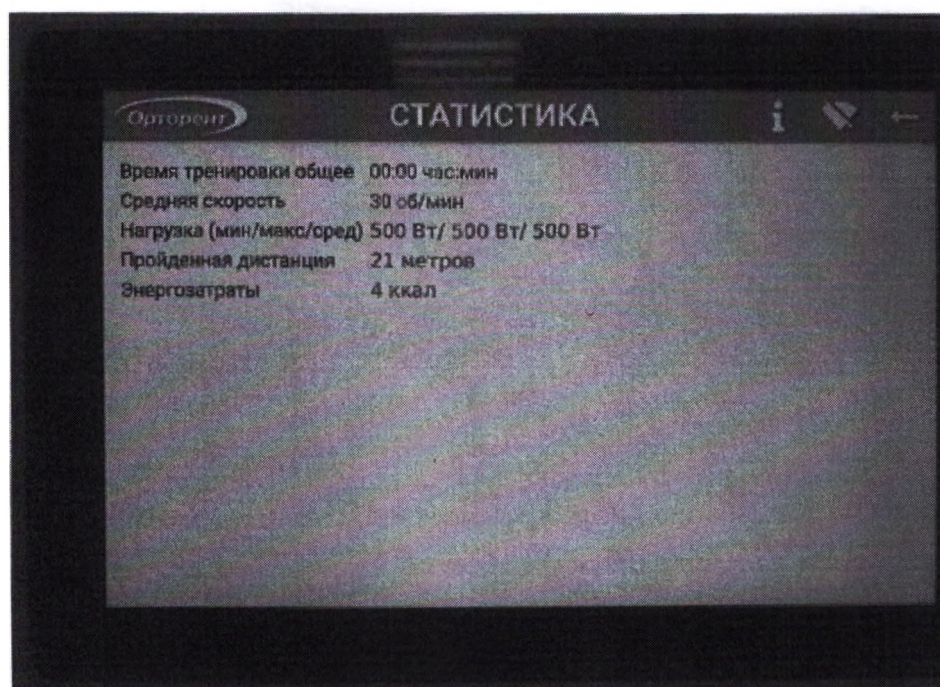 Орторент
СТАТИСТИКА
Время тренировки общее 00:00 час:мин
Средняя скорость 30 об/мин
Нагрузка (мин/макс/сред) 500 Вт/ 500 Вт/ 500 Вт
Пройденная дистанция 21 метров
Энергозатраты 4 ккал